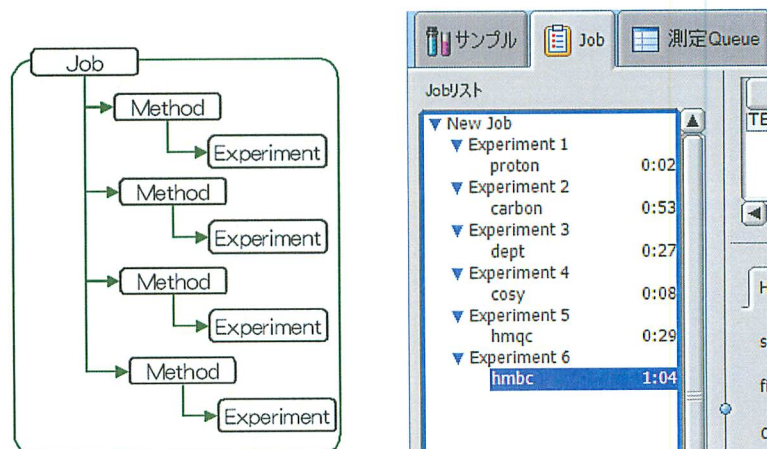 Job
Method
Experiment
Method
Experiment
Method
Experiment
Method
Experiment
サンプル
Job
測定Queue
Jobリスト
New Job
Experiment 1
proton 0:02
Experiment 2
carbon 0:53
Experiment 3
dept 0:27
Experiment 4
cosy 0:08
Experiment 5
hmqc 0:29
Experiment 6
hmbc 1:04
TE
H
s